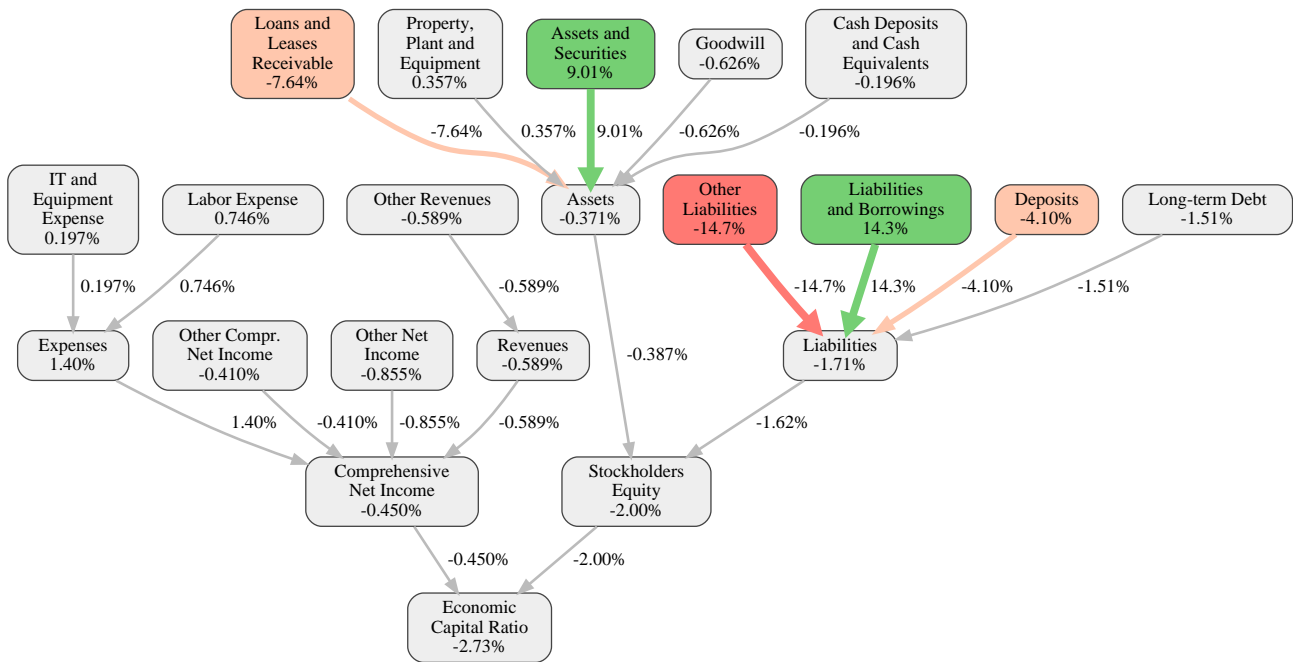 Loans and
Leases
Receivable
-7.64%
Property,
Plant and
Equipment
0.357%
Assets and
Securities
9.01%
Goodwill
-0.626%
Cash Deposits
and Cash
Equivalents
-0.196%
-7.64%
0.357%
9.01%
-0.626%
-0.196%
IT and
Equipment
Expense
0.197%
Labor Expense
0.746%
Other Revenues
-0.589%
Assets
-0.371%
Other
Liabilities
-14.7%
Liabilities
and Borrowings
14.3%
Deposits
-4.10%
Long-term Debt
-1.51%
0.197%
0.746%
-0.589%
-14.7%
14.3%
-4.10%
-1.51%
Expenses
1.40%
Other Compr.
Net Income
-0.410%
Other Net
Income
-0.855%
Revenues
-0.589%
-0.387%
Liabilities
-1.71%
1.40%
-0.410%
-0.855%
-0.589%
-1.62%
Comprehensive
Net Income
-0.450%
Stockholders
Equity
-2.00%
-0.450%
-2.00%
Economic
Capital Ratio
-2.73%